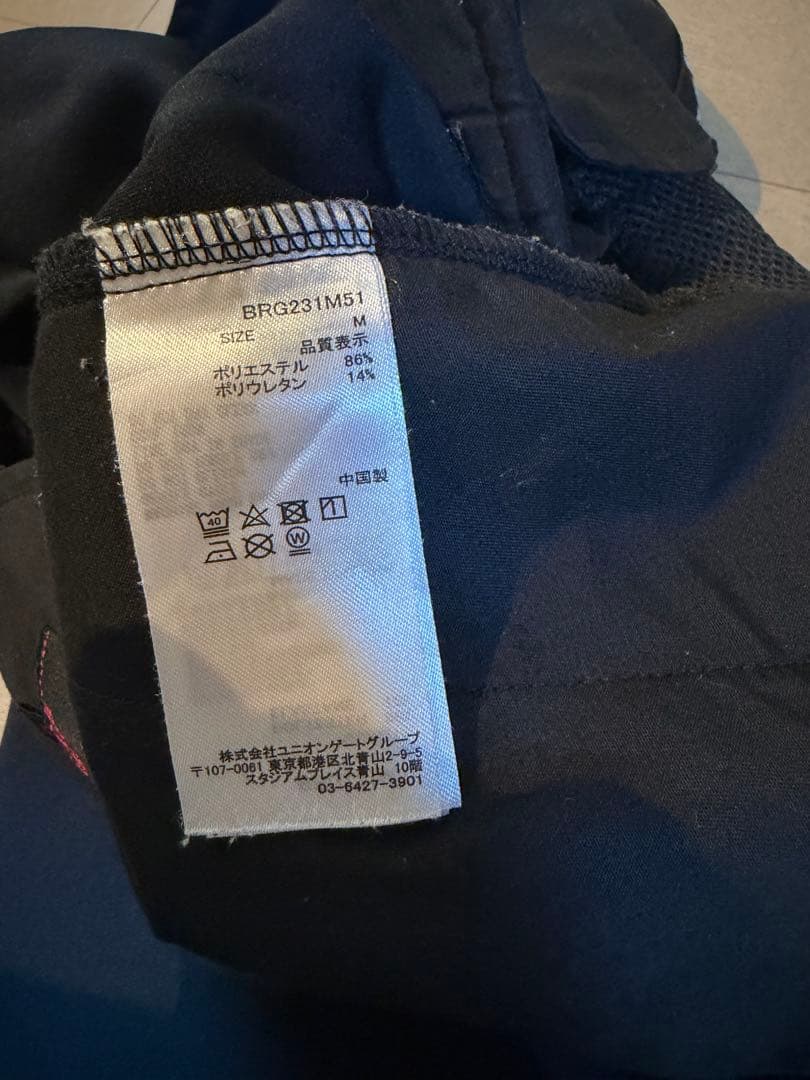 BRG231M51
SIZE M
品質表示
ポリエステル 86%
ポリウレタン 14%
中国製
40
W
株式会社ユニオンゲートグループ
〒107-0061 東京都港区北青山2-9-5
スタジアムプレイス青山 10階
03-6427-3901